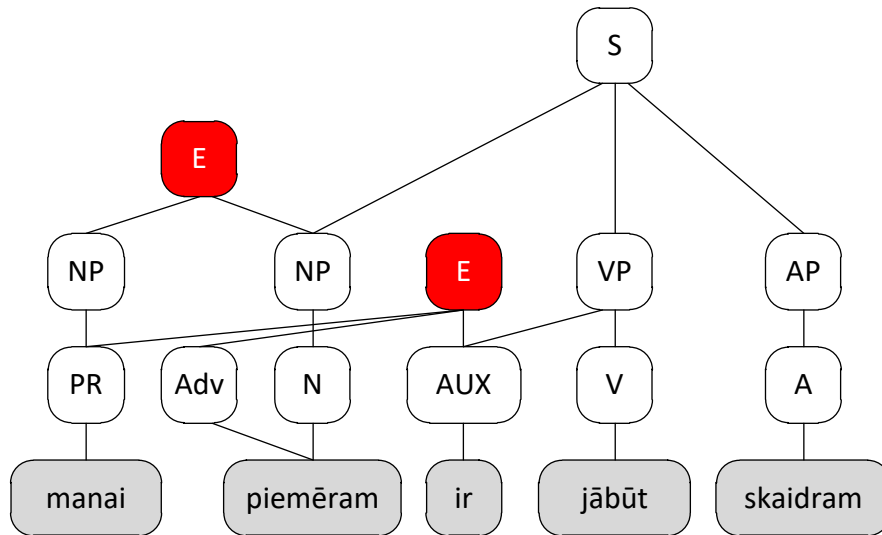 S
E
NP NP E VP AP
PR Adv N AUX V A
manai piemēram ir jābūt skaidram